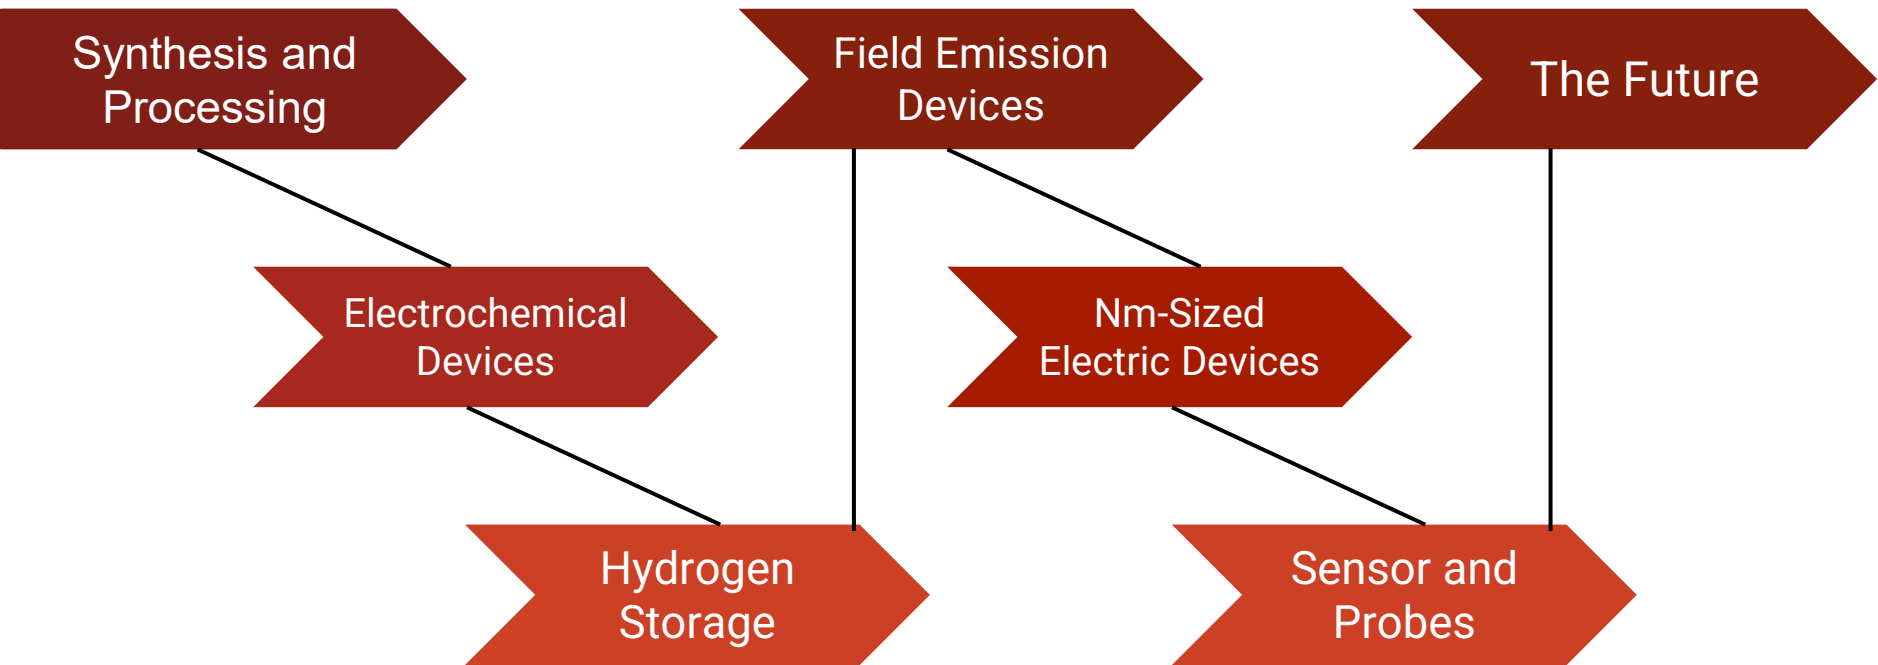 Synthesis and
Processing
Electrochemical
Devices
Hydrogen
Storage
Field Emission
Devices
Nm-Sized
Electric Devices
Sensor and
Probes
The Future